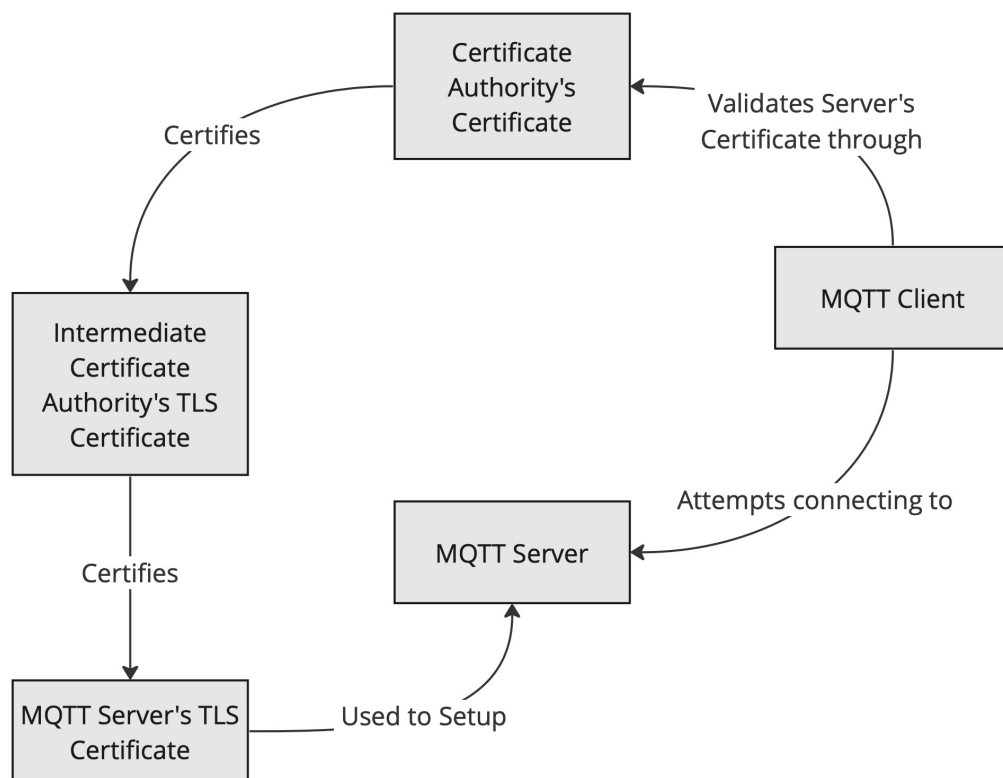 Certificate
Authority's
Certificate
Validates Server's
Certificate through
Certifies
MQTT Client
Intermediate
Certificate
Authority's TLS
Certificate
Attempts connecting to
MQTT Server
Certifies
MQTT Server's TLS
Certificate
Used to Setup